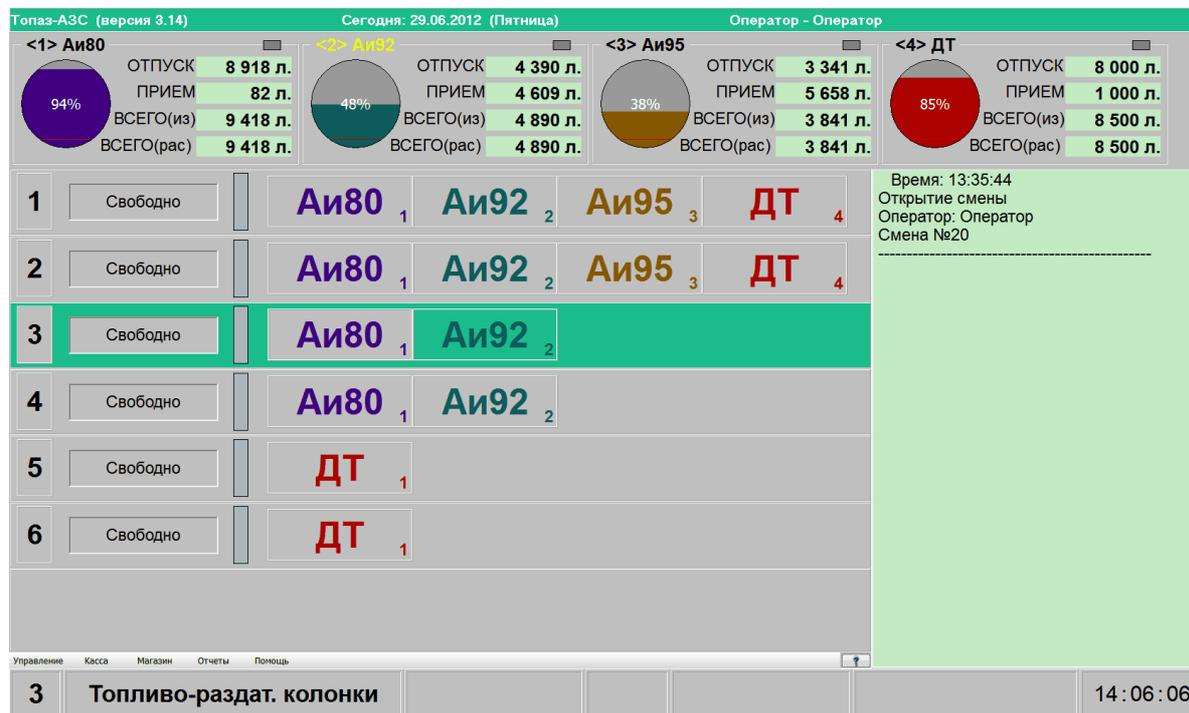 Топаз-АЗС (версия 3.14) Сегодня: 29.06.2012 (Пятница) Оператор - Оператор
<1> Аи80 <2> Аи92 <3> Аи95 <4> ДТ
94% ОТПУСК 8 918 л. 48% ОТПУСК 4 390 л. 38% ОТПУСК 3 341 л. 85% ОТПУСК 8 000 л.
ПРИЕМ 82 л. ПРИЕМ 4 609 л. ПРИЕМ 5 658 л. ПРИЕМ 1 000 л.
ВСЕГО(из) 9 418 л. ВСЕГО(из) 4 890 л. ВСЕГО(из) 3 841 л. ВСЕГО(из) 8 500 л.
ВСЕГО(рас) 9 418 л. ВСЕГО(рас) 4 890 л. ВСЕГО(рас) 3 841 л. ВСЕГО(рас) 8 500 л.
1 Свободно Аи80 1 Аи92 2 Аи95 3 ДТ 4
2 Свободно Аи80 1 Аи92 2 Аи95 3 ДТ 4
3 Свободно Аи80 1 Аи92 2
4 Свободно Аи80 1 Аи92 2
5 Свободно ДТ 1
6 Свободно ДТ 1
Время: 13:35:44
Открытие смены
Оператор: Оператор
Смена №20
------------------------------------------------
Управление Касса Магазин Отчеты Помощь ?
3 Топливо-раздат. колонки 14:06:06